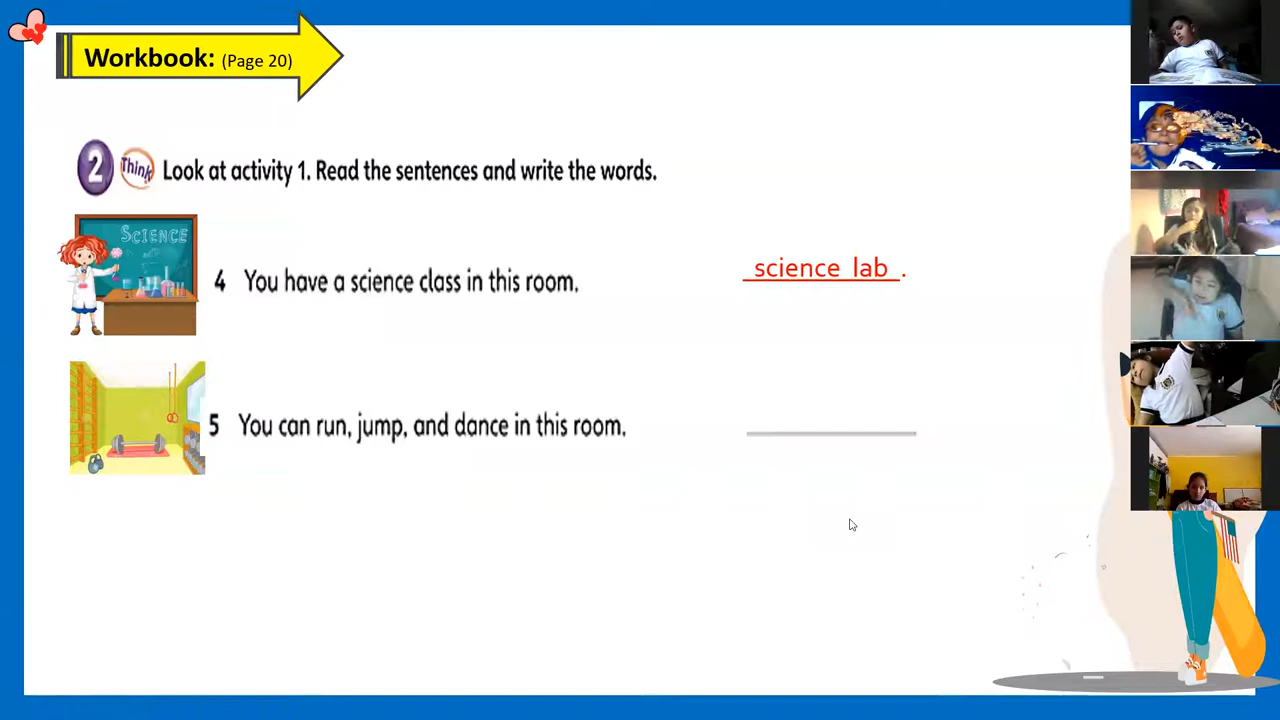 Workbook: (Page 20)
2 Think Look at activity 1. Read the sentences and write the words.
SCIENCE
4 You have a science class in this room. science lab .
5 You can run, jump, and dance in this room.